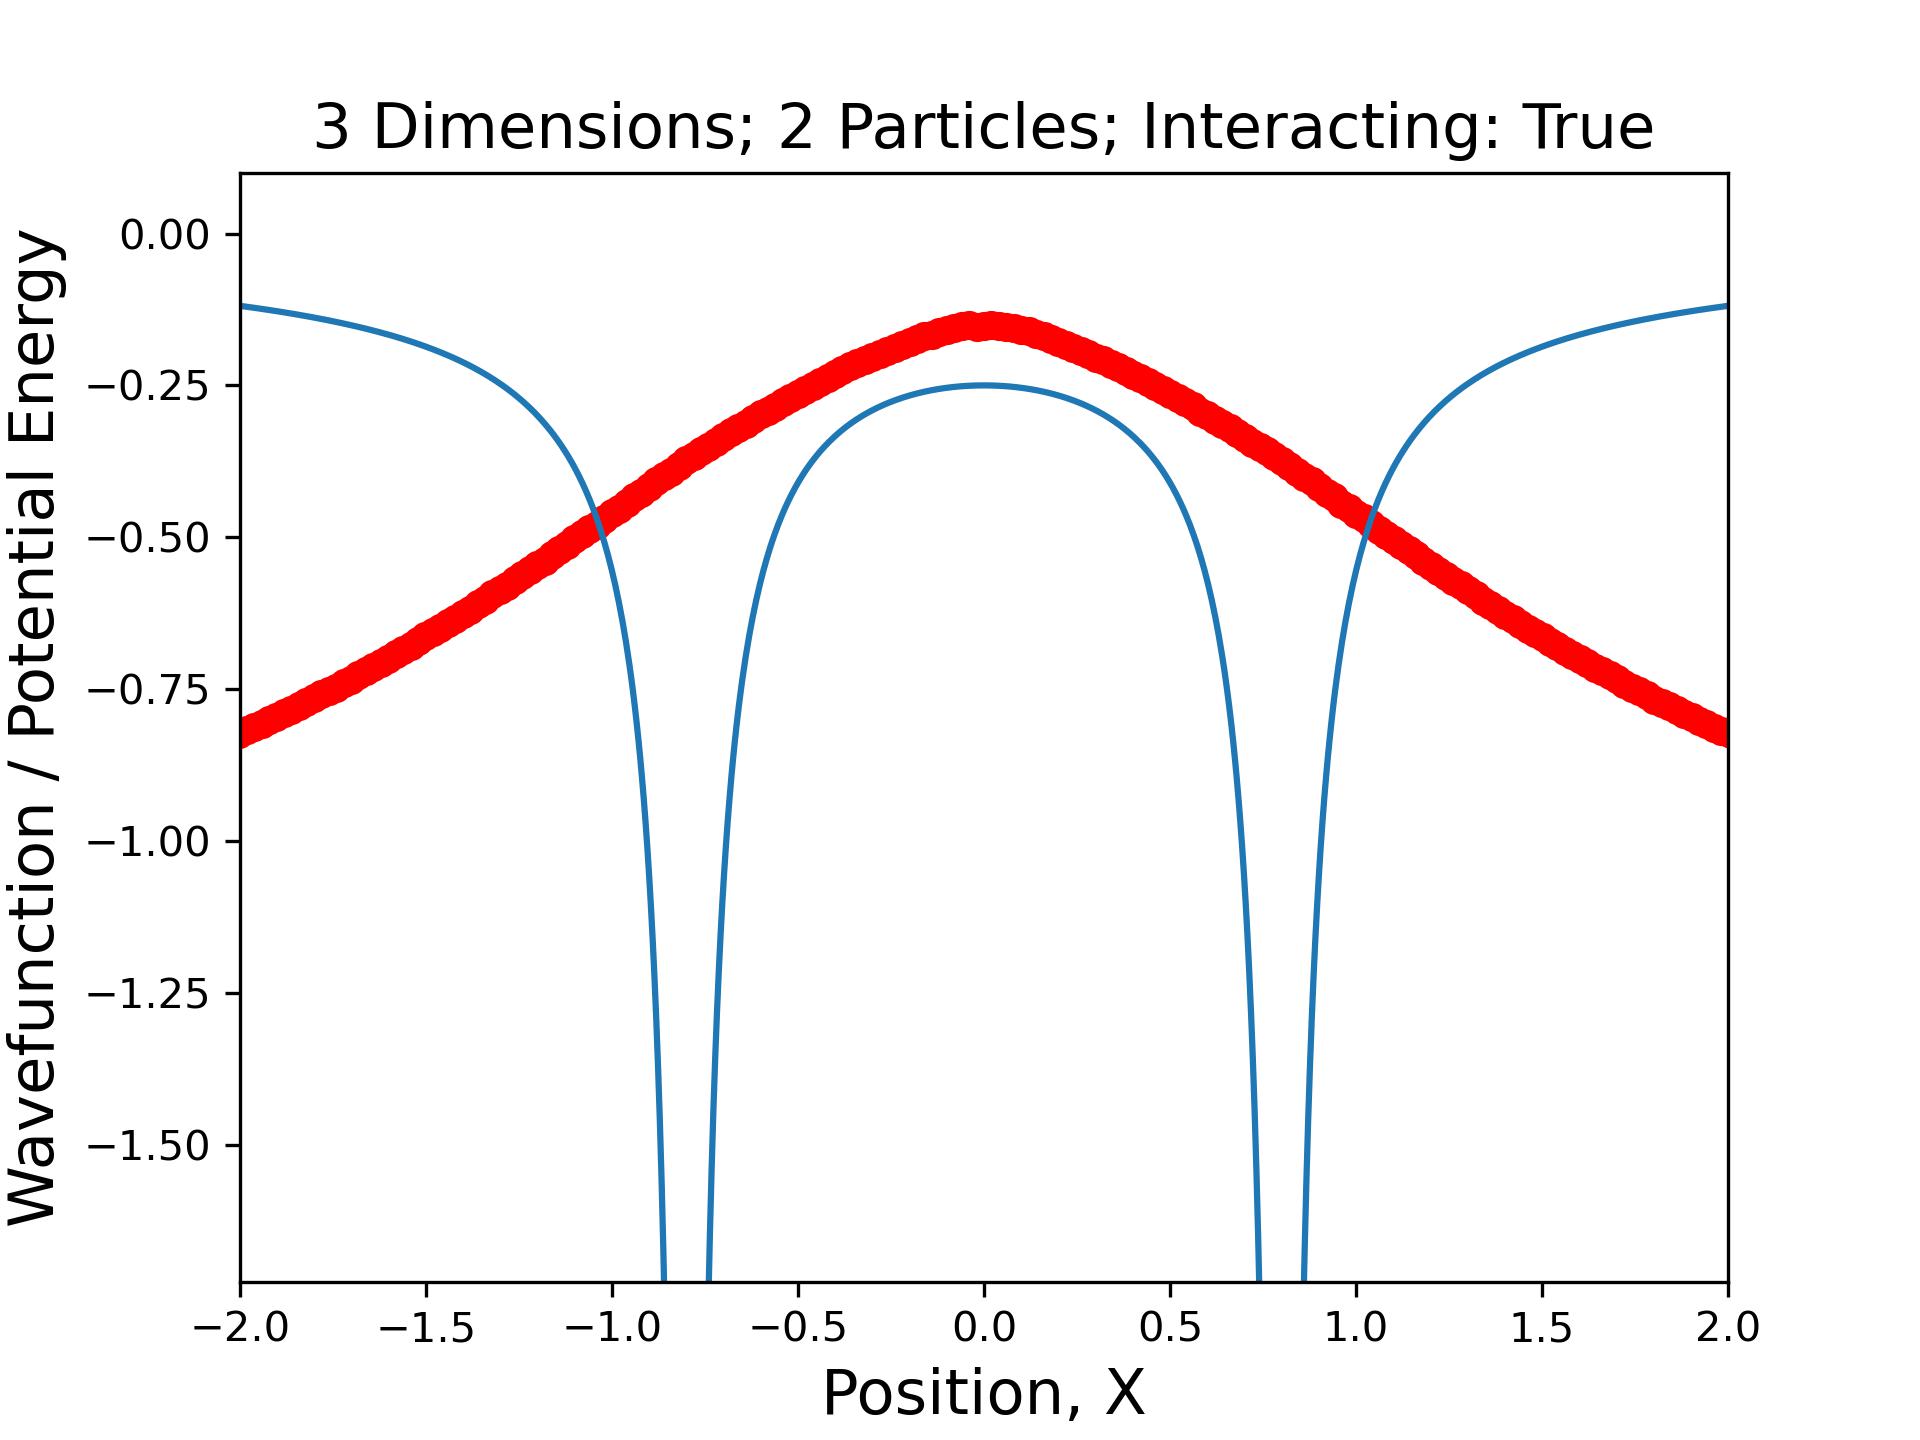 3 Dimensions; 2 Particles; Interacting: True
Wavefunction / Potential Energy
0.00
−0.25
−0.50
−0.75
−1.00
−1.25
−1.50
−2.0 −1.5 −1.0 −0.5 0.0 0.5 1.0 1.5 2.0
Position, X